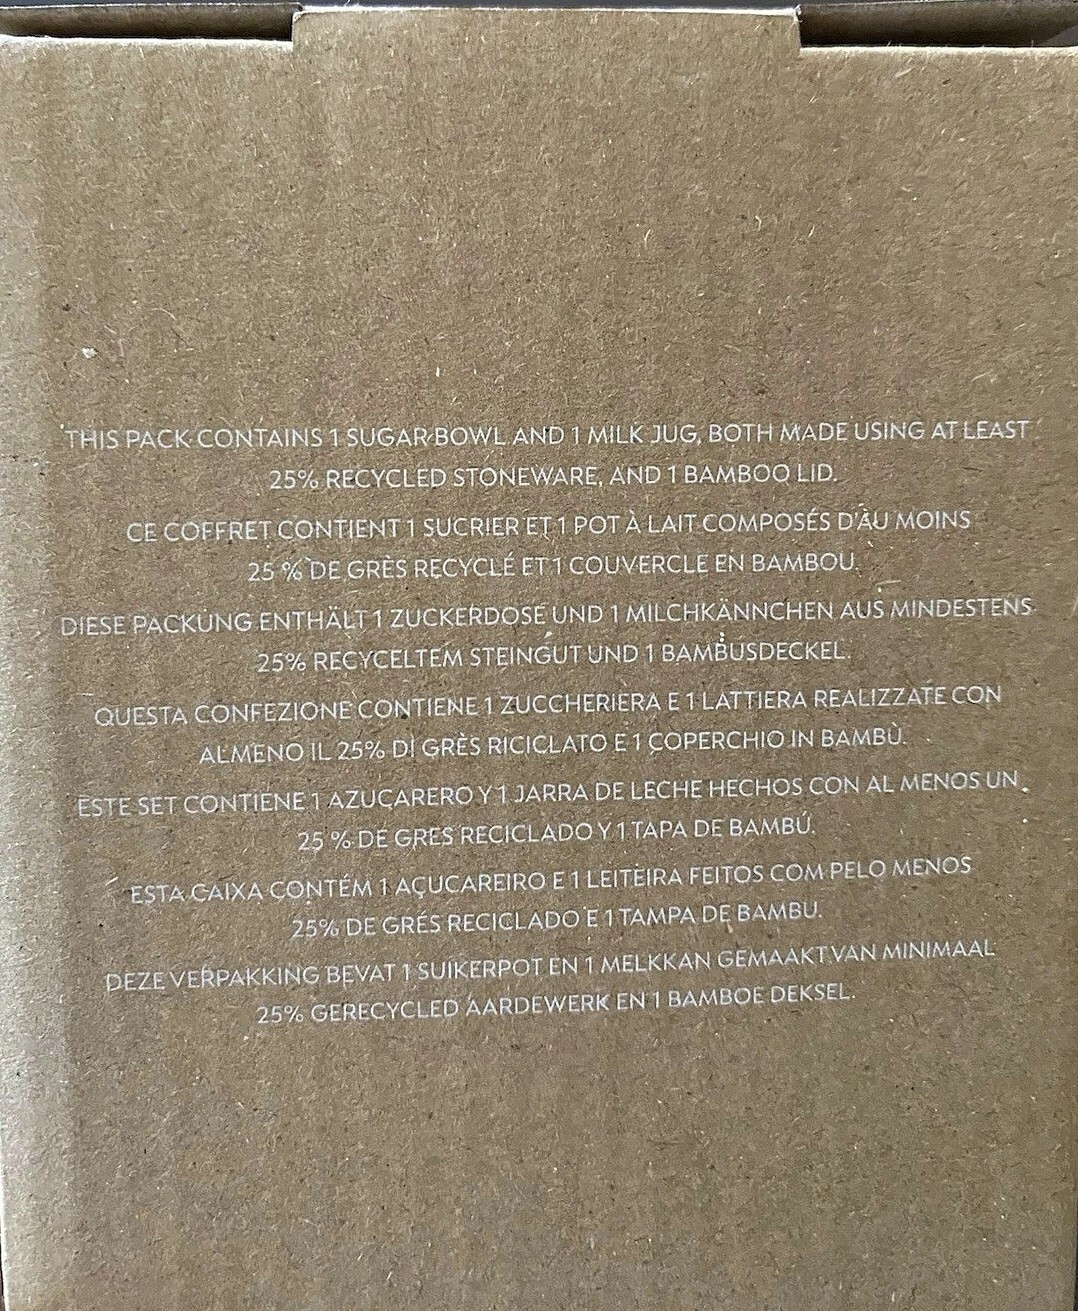 THIS PACK CONTAINS 1 SUGAR BOWL AND 1 MILK JUG, BOTH MADE USING AT LEAST
25% RECYCLED STONEWARE, AND 1 BAMBOO LID.
CE COFFRET CONTIENT 1 SUCRIER ET 1 POT À LAIT COMPOSÉS D'AU MOINS
25 % DE GRÈS RECYCLÉ ET 1 COUVERCLE EN BAMBOU.
DIESE PACKUNG ENTHÄLT 1 ZUCKERDOSE UND 1 MILCHKÄNNCHEN AUS MINDESTENS
25% RECYCELTEM STEINGUT UND 1 BAMBUSDECKEL.
QUESTA CONFEZIONE CONTIENE 1 ZUCCHERIERA E 1 LATTIERA REALIZZATE CON
ALMENO IL 25% DI GRÈS RICICLATO E 1 COPERCHIO IN BAMBÙ.
ESTE SET CONTIENE 1 AZUCARERO Y 1 JARRA DE LECHE HECHOS CON AL MENOS UN
25 % DE GRES RECICLADO Y 1 TAPA DE BAMBÚ.
ESTA CAIXA CONTÉM 1 AÇUCAREIRO E 1 LEITEIRA FEITOS COM PELO MENOS
25% DE GRÉS RECICLADO E 1 TAMPA DE BAMBU.
DEZE VERPAKKING BEVAT 1 SUIKERPOT EN 1 MELKKAN GEMAAKT VAN MINIMAAL
25% GERECYCLED AARDEWERK EN 1 BAMBOE DEKSEL.